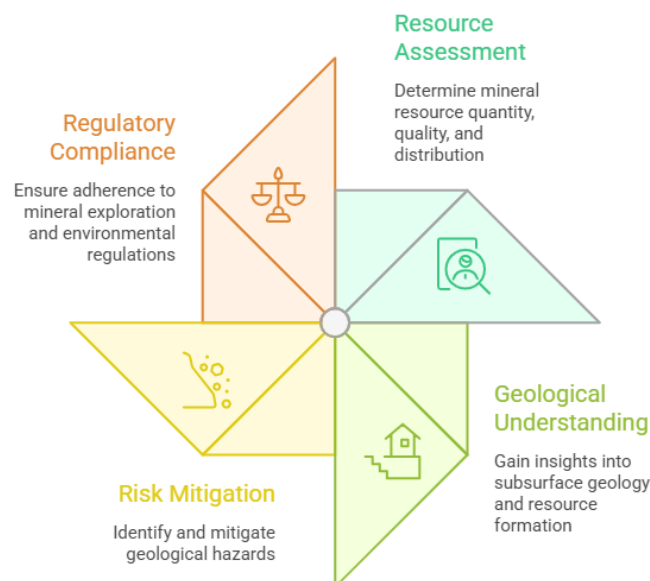 Resource
Assessment
Determine mineral
resource quantity,
quality, and
distribution
Regulatory
Compliance
Ensure adherence to
mineral exploration
and environmental
regulations
Geological
Understanding
Gain insights into
subsurface geology
and resource
formation
Risk Mitigation
Identify and mitigate
geological hazards